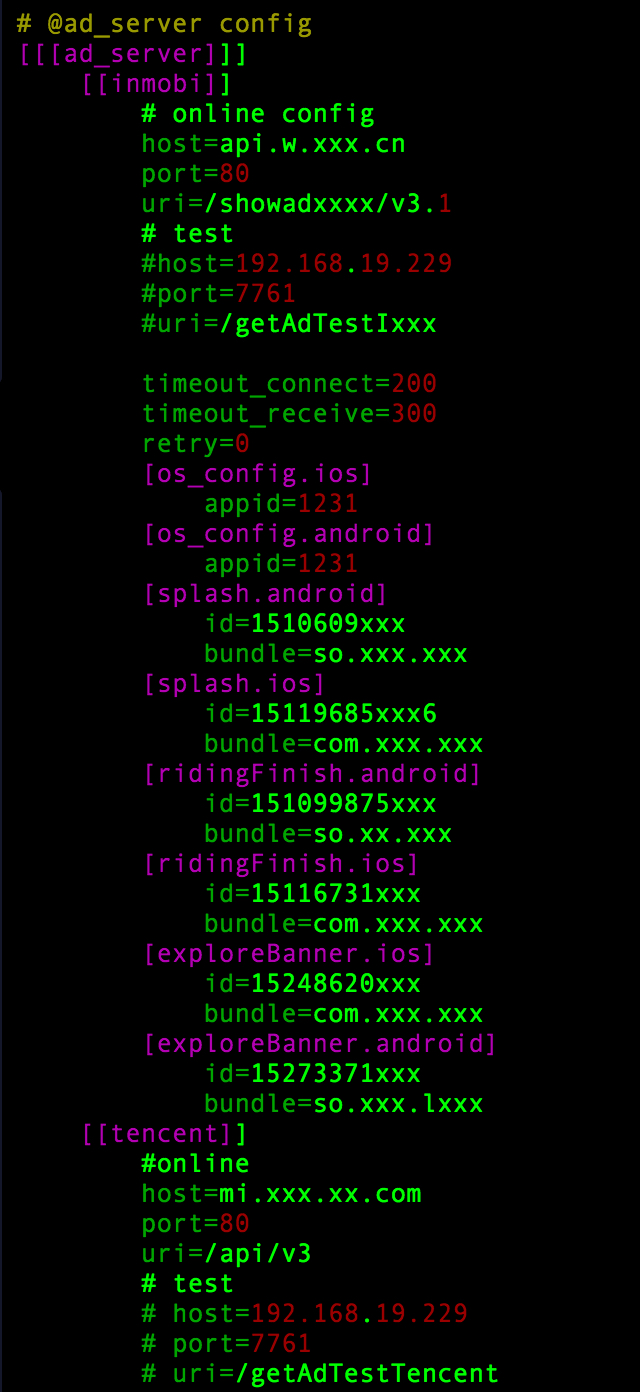 # @ad_server config
[[[ad_server]]]
[[inmobi]]
# online config
host=api.w.xxx.cn
port=80
uri=/showadxxxx/v3.1
# test
#host=192.168.19.229
#port=7761
#uri=/getAdTestIxxx
timeout_connect=200
timeout_receive=300
retry=0
[os_config.ios]
appid=1231
[os_config.android]
appid=1231
[splash.android]
id=1510609xxx
bundle=so.xxx.xxx
[splash.ios]
id=15119685xxx6
bundle=com.xxx.xxx
[ridingFinish.android]
id=151099875xxx
bundle=so.xx.xxx
[ridingFinish.ios]
id=15116731xxx
bundle=com.xxx.xxx
[exploreBanner.ios]
id=15248620xxx
bundle=com.xxx.xxx
[exploreBanner.android]
id=15273371xxx
bundle=so.xxx.lxxx
[[tencent]]
#online
host=mi.xxx.xx.com
port=80
uri=/api/v3
# test
# host=192.168.19.229
# port=7761
# uri=/getAdTestTencent